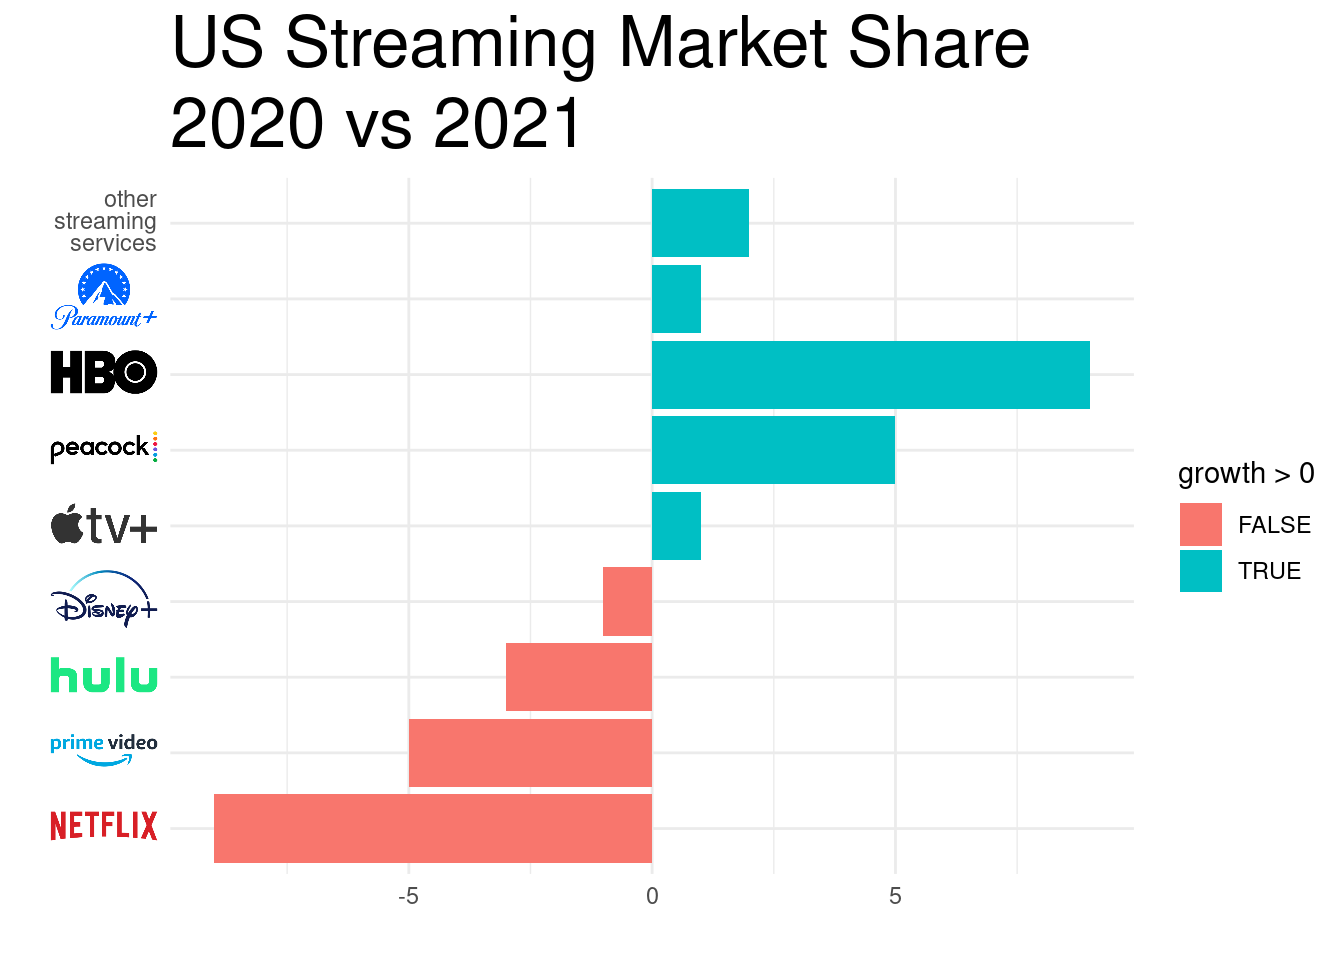 US Streaming Market Share
2020 vs 2021
other
streaming
services
Paramount+
HBO
peacock
tv+
Disney+
hulu
prime video
NETFLIX
-5
0
5
growth > 0
FALSE
TRUE